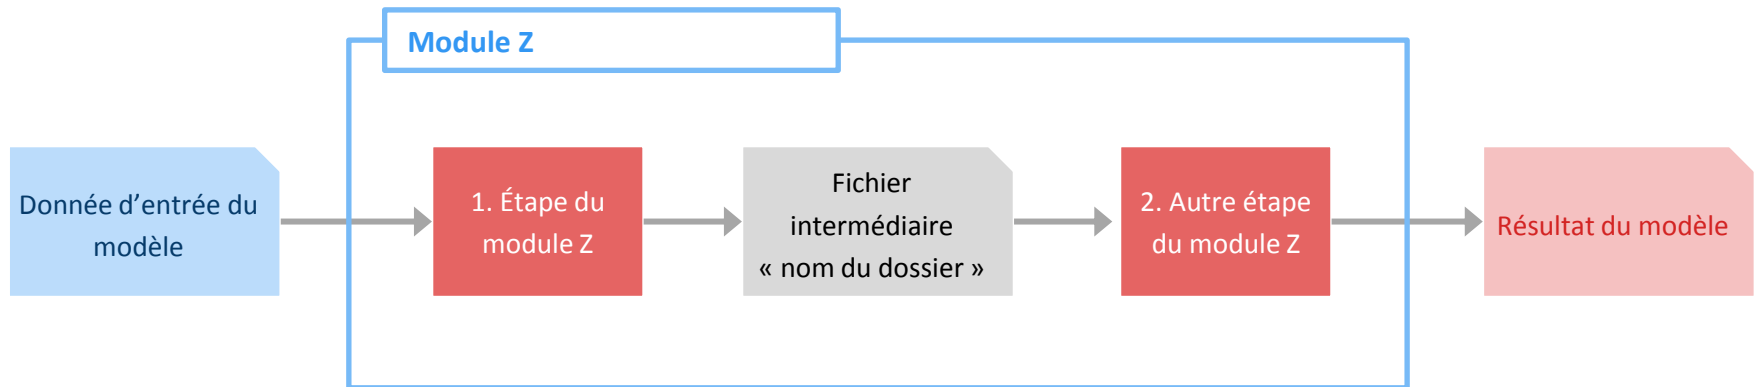 Module Z
Donnée d’entrée du
modèle
1. Étape du
module Z
Fichier
intermédiaire
« nom du dossier »
2. Autre étape
du module Z
Résultat du modèle